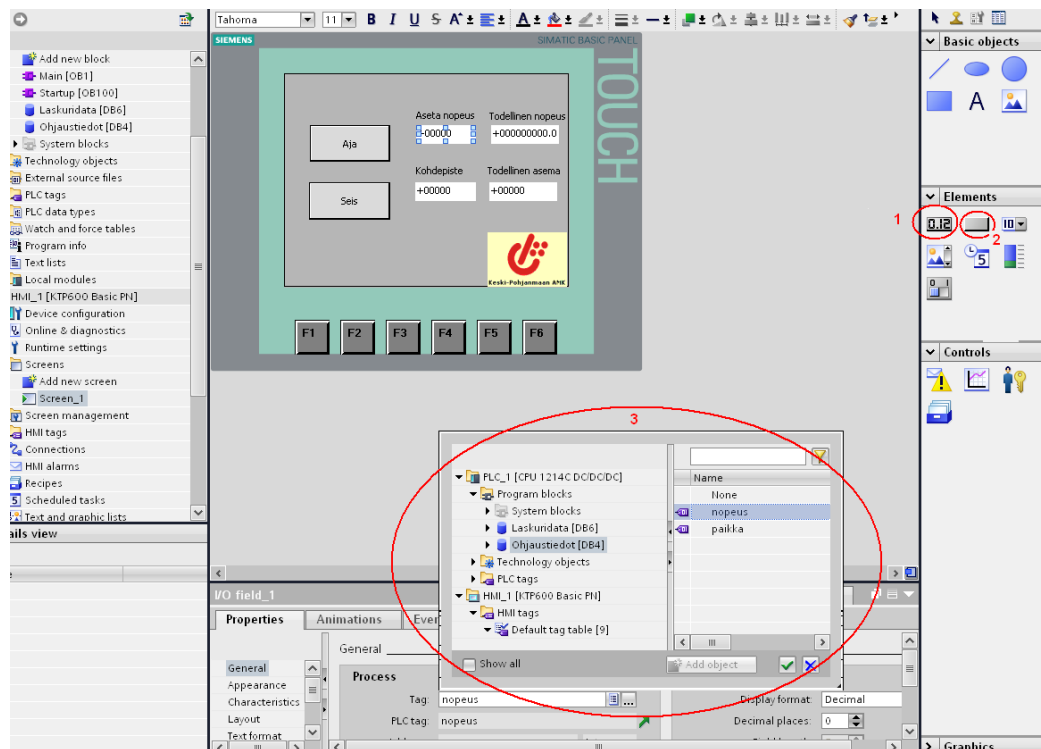 Tahoma 11 B I U S A
Add new block
Main [OB1]
Startup [OB100]
Laskuridata [DB6]
Ohjaustiedot [DB4]
System blocks
Technology objects
External source files
PLC tags
PLC data types
Watch and force tables
Program info
Text lists
Local modules
HMI_1 [KTP600 Basic PN]
Device configuration
Online & diagnostics
Runtime settings
Screens
Add new screen
Screen_1
Screen management
HMI tags
Connections
HMI alarms
Recipes
Scheduled tasks
Text and graphic lists
ails view
SIEMENS
SIMATIC BASIC PANEL
TOUCH
Aseta nopeus
Todellinen nopeus
-00000
+000000000.0
Aja
Kohdepiste
Todellinen asema
+00000
+00000
Seis
Keski-Pohjanmaan AMK
F1 F2 F3 F4 F5 F6
Basic objects
A
Elements
1
0.12
10
2
5
0 1
Controls
3
PLC_1 [CPU 1214C DC/DC/DC]
Program blocks
System blocks
Laskuridata [DB6]
Ohjaustiedot [DB4]
Technology objects
PLC tags
HMI_1 [KTP600 Basic PN]
HMI tags
Default tag table [9]
Name
None
nopeus
paikka
Show all
Add object
I/O field_1
Properties
Animations
Ever
General
General
Appearance
Characteristics
Layout
Text format
Process
Tag: nopeus
PLC tag: nopeus
Display format: Decimal
Decimal places: 0
Graphics